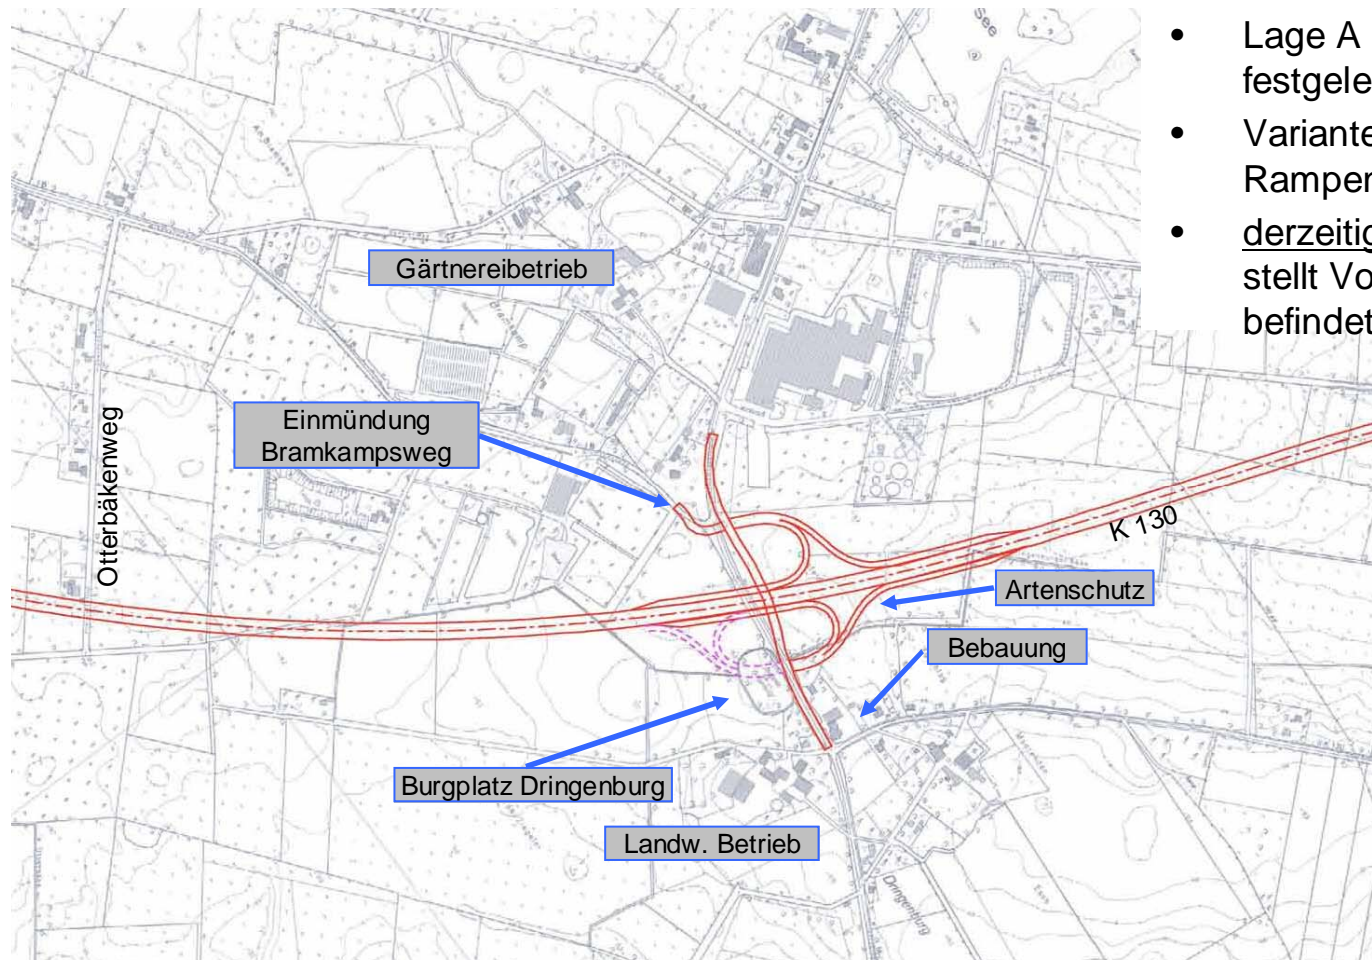 Lage A
festgele
Variante
Rampen
derzeitig
stellt Vo
befindet
Gärtnereibetrieb
Einmündung
Bramkampsweg
Otterbäkenweg
K 130
Artenschutz
Bebauung
Burgplatz Dringenburg
Landw. Betrieb
Dringenburg